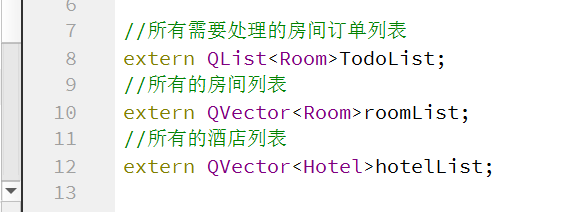 6
7 //所有需要处理的房间订单列表
8 extern QList<Room>TodoList;
9 //所有的房间列表
10 extern QVector<Room>roomList;
11 //所有的酒店列表
12 extern QVector<Hotel>hotelList;
13